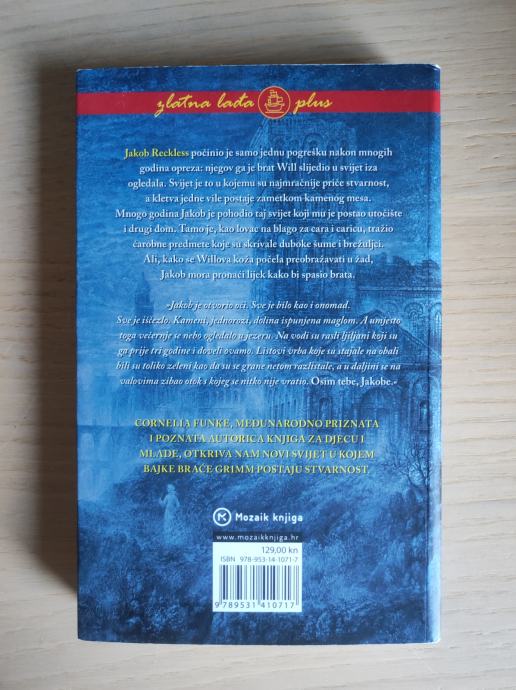 zlatna lađa plus
Jakob Reckless počinio je samo jednu pogrešku nakon mnogih
godina opreza: njegov ga je brat Will slijedio u svijet iza
ogledala. Svijet je to u kojemu su najmračnije priče stvarnost,
a kletva jedne vile postaje zametkom kamenog mesa.
Mnogo godina Jakob je pohodio taj svijet koji mu je postao utočište
i drugi dom. Tamo je, kao lovac na blago za cara i caricu, tražio
čarobne predmete koje su skrivale duboke šume i brežuljci.
Ali, kako se Willova koža počela preobražavati u žad,
Jakob mora pronaći lijek kako bi spasio brata.
»Jakob je otvorio oči. Sve je bilo kao i onomad.
Sve je iščezlo. Kameni, jednorozi, dolina ispunjena maglom. A umjesto
toga večernje se nebo ogledalo u jezeru. Na vodi su rasli ljiljani koji su
ga prije tri godine i doveli ovamo. Listovi vrba koje su stajale na obali
bili su toliko zeleni kao da su se grane netom razlistale, a u daljini se na
valovima zibao otok s kojeg se nitko nije vratio. Osim tebe, Jakobe.«
CORNELIA FUNKE, MEĐUNARODNO PRIZNATA
I POZNATA AUTORICA KNJIGA ZA DJECU I
MLADE, OTKRIVA NAM NOVI SVIJET U KOJEM
BAJKE BRAĆE GRIMM POSTAJU STVARNOST.
Mozaik knjiga
www.mozaikknjiga.hr
129,00 kn
ISBN 978-953-14-1071-7
9 789531 410717